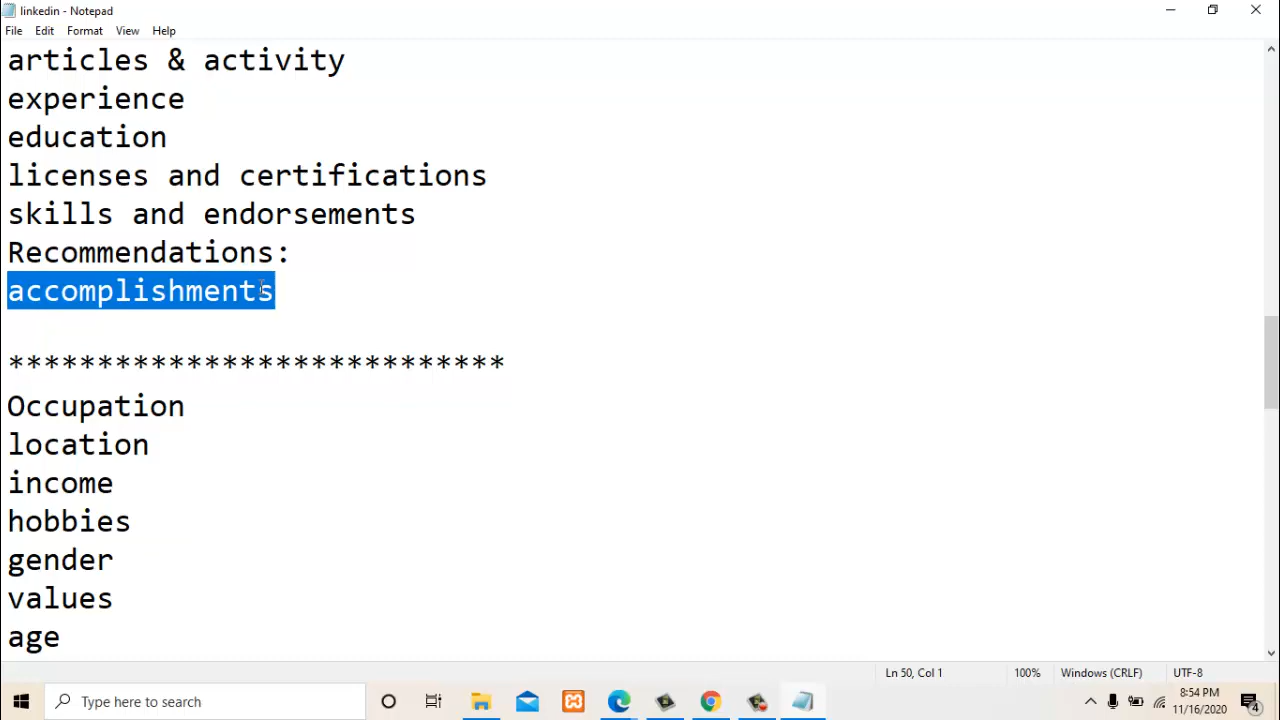 linkedin - Notepad
File Edit Format View Help
articles & activity
experience
education
licenses and certifications
skills and endorsements
Recommendations:
accomplishments
****************************
Occupation
location
income
hobbies
gender
values
age
Ln 50, Col 1 100% Windows (CRLF) UTF-8
Type here to search
8:54 PM
11/16/2020
4